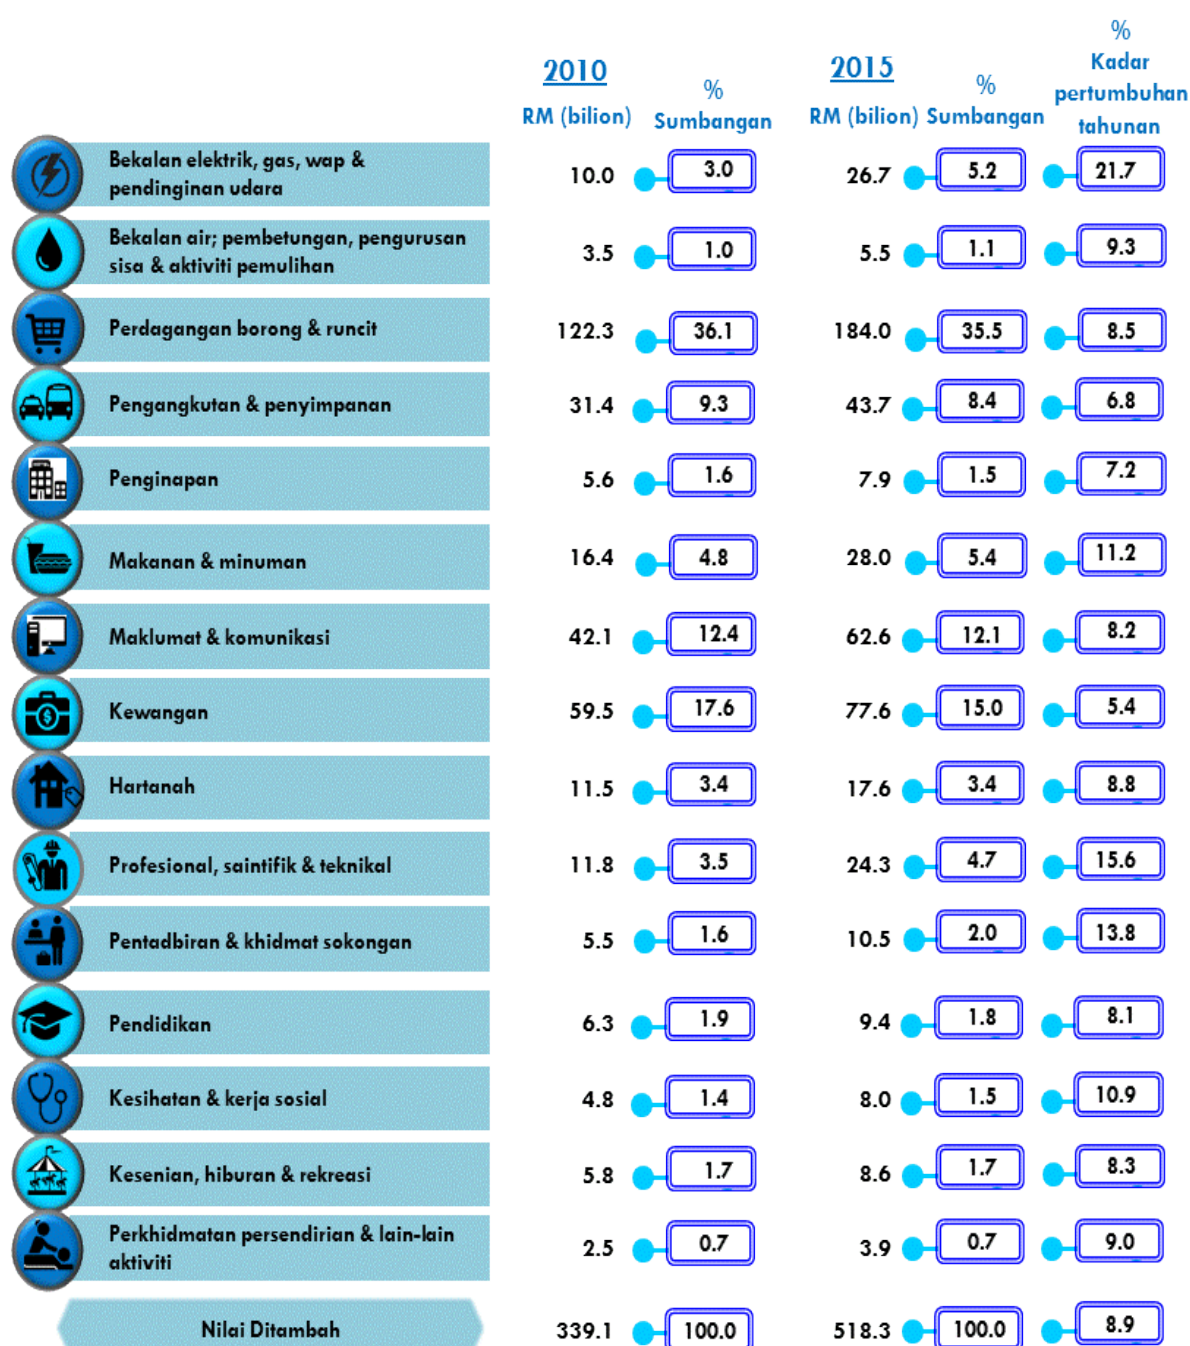 %
Kadar
pertumbuhan
tahunan
2010
RM (bilion)
%
Sumbangan
2015
RM (bilion)
%
Sumbangan
Bekalan elektrik, gas, wap &
pendinginan udara
10.0 3.0 26.7 5.2 21.7
Bekalan air; pembetungan, pengurusan
sisa & aktiviti pemulihan
3.5 1.0 5.5 1.1 9.3
Perdagangan borong & runcit 122.3 36.1 184.0 35.5 8.5
Pengangkutan & penyimpanan 31.4 9.3 43.7 8.4 6.8
Penginapan 5.6 1.6 7.9 1.5 7.2
Makanan & minuman 16.4 4.8 28.0 5.4 11.2
Maklumat & komunikasi 42.1 12.4 62.6 12.1 8.2
Kewangan 59.5 17.6 77.6 15.0 5.4
Hartanah 11.5 3.4 17.6 3.4 8.8
Profesional, saintifik & teknikal 11.8 3.5 24.3 4.7 15.6
Pentadbiran & khidmat sokongan 5.5 1.6 10.5 2.0 13.8
Pendidikan 6.3 1.9 9.4 1.8 8.1
Kesihatan & kerja sosial 4.8 1.4 8.0 1.5 10.9
Kesenian, hiburan & rekreasi 5.8 1.7 8.6 1.7 8.3
Perkhidmatan persendirian & lain-lain
aktiviti
2.5 0.7 3.9 0.7 9.0
Nilai Ditambah 339.1 100.0 518.3 100.0 8.9